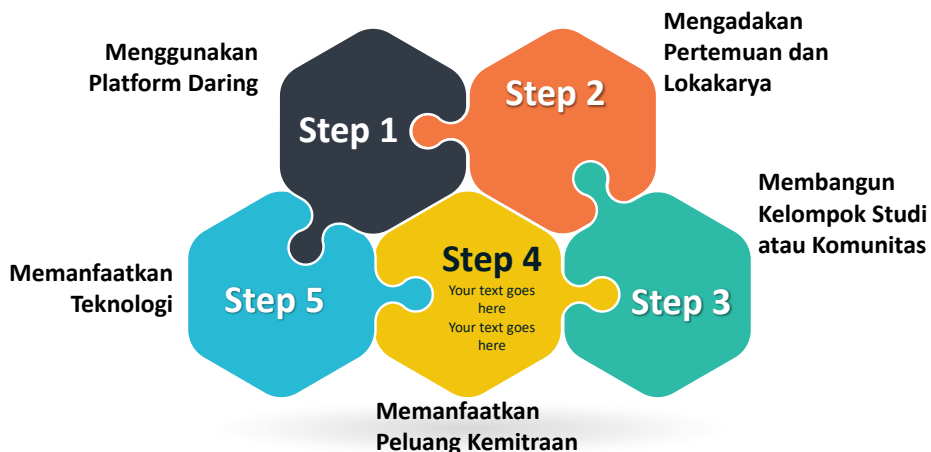 Menggunakan
Platform Daring
Step 1
Mengadakan
Pertemuan dan
Lokakarya
Step 2
Membangun
Kelompok Studi
atau Komunitas
Step 3
Step 4
Your text goes
here
Your text goes
here
Memanfaatkan
Peluang Kemitraan
Memanfaatkan
Teknologi
Step 5